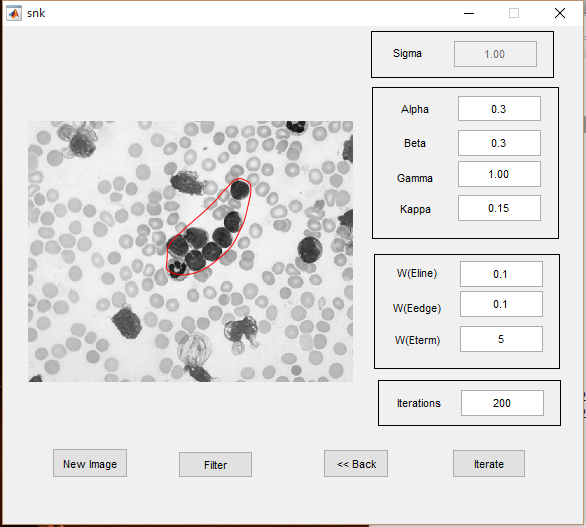 snk
Sigma 1.00
Alpha 0.3
Beta 0.3
Gamma 1.00
Kappa 0.15
W(Eline) 0.1
W(Eedge) 0.1
W(Eterm) 5
Iterations 200
New Image Filter << Back Iterate